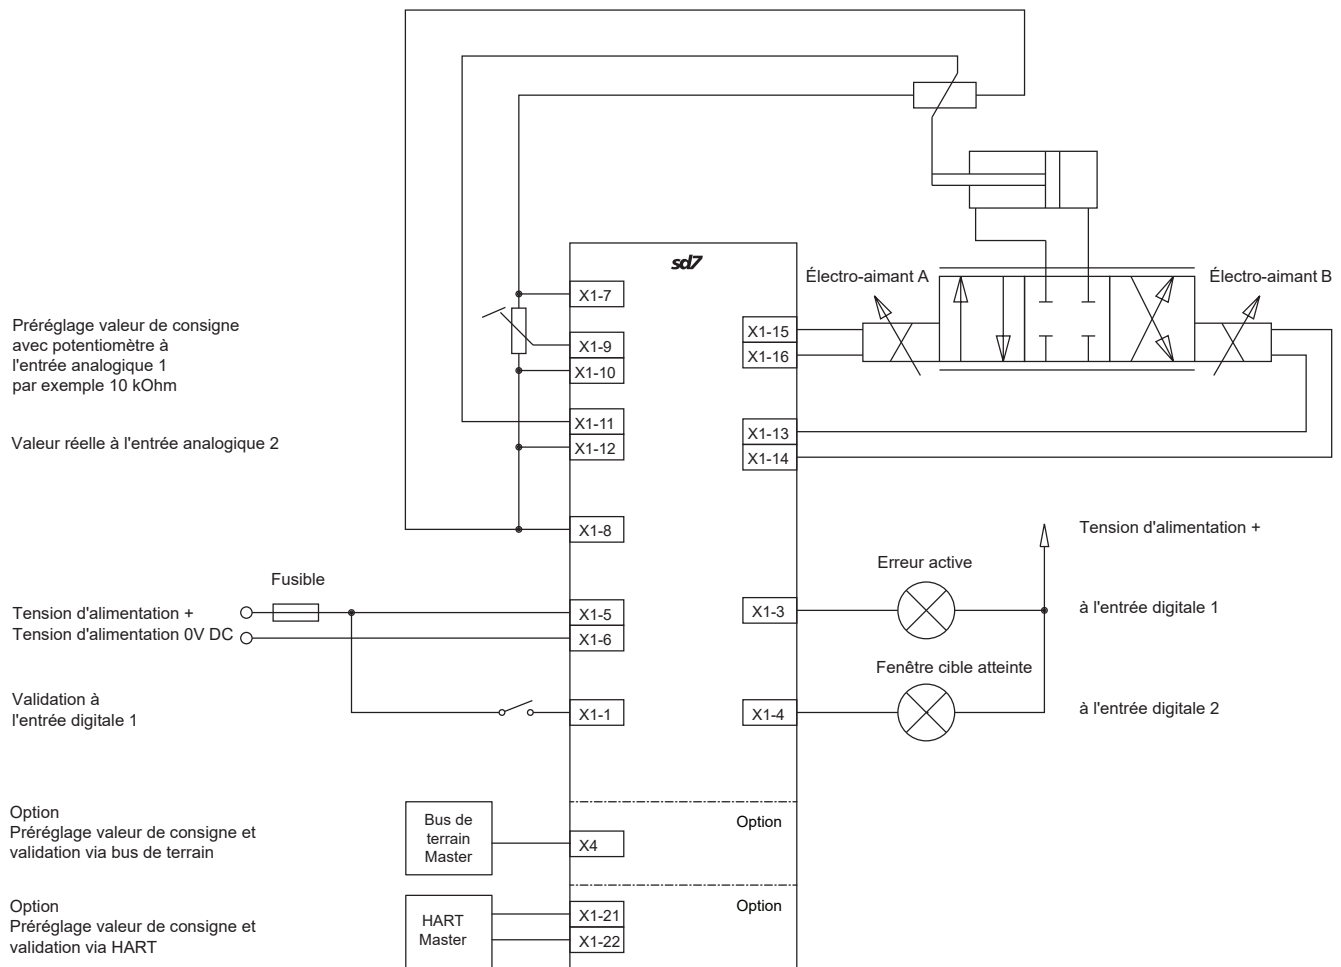 sd7
Électro-aimant A
Électro-aimant B
X1-7
X1-9
X1-10
X1-11
X1-12
X1-8
X1-5
X1-6
X1-1
X4
X1-21
X1-22
X1-15
X1-16
X1-13
X1-14
X1-3
X1-4
Préréglage valeur de consigne
avec potentiomètre à
l'entrée analogique 1
par exemple 10 kOhm
Valeur réelle à l'entrée analogique 2
Fusible
Tension d'alimentation +
Tension d'alimentation 0V DC
Validation à
l'entrée digitale 1
Tension d'alimentation +
Erreur active
à l'entrée digitale 1
Fenêtre cible atteinte
à l'entrée digitale 2
Option
Préréglage valeur de consigne et
validation via bus de terrain
Bus de
terrain
Master
Option
Option
Préréglage valeur de consigne et
validation via HART
HART
Master
Option